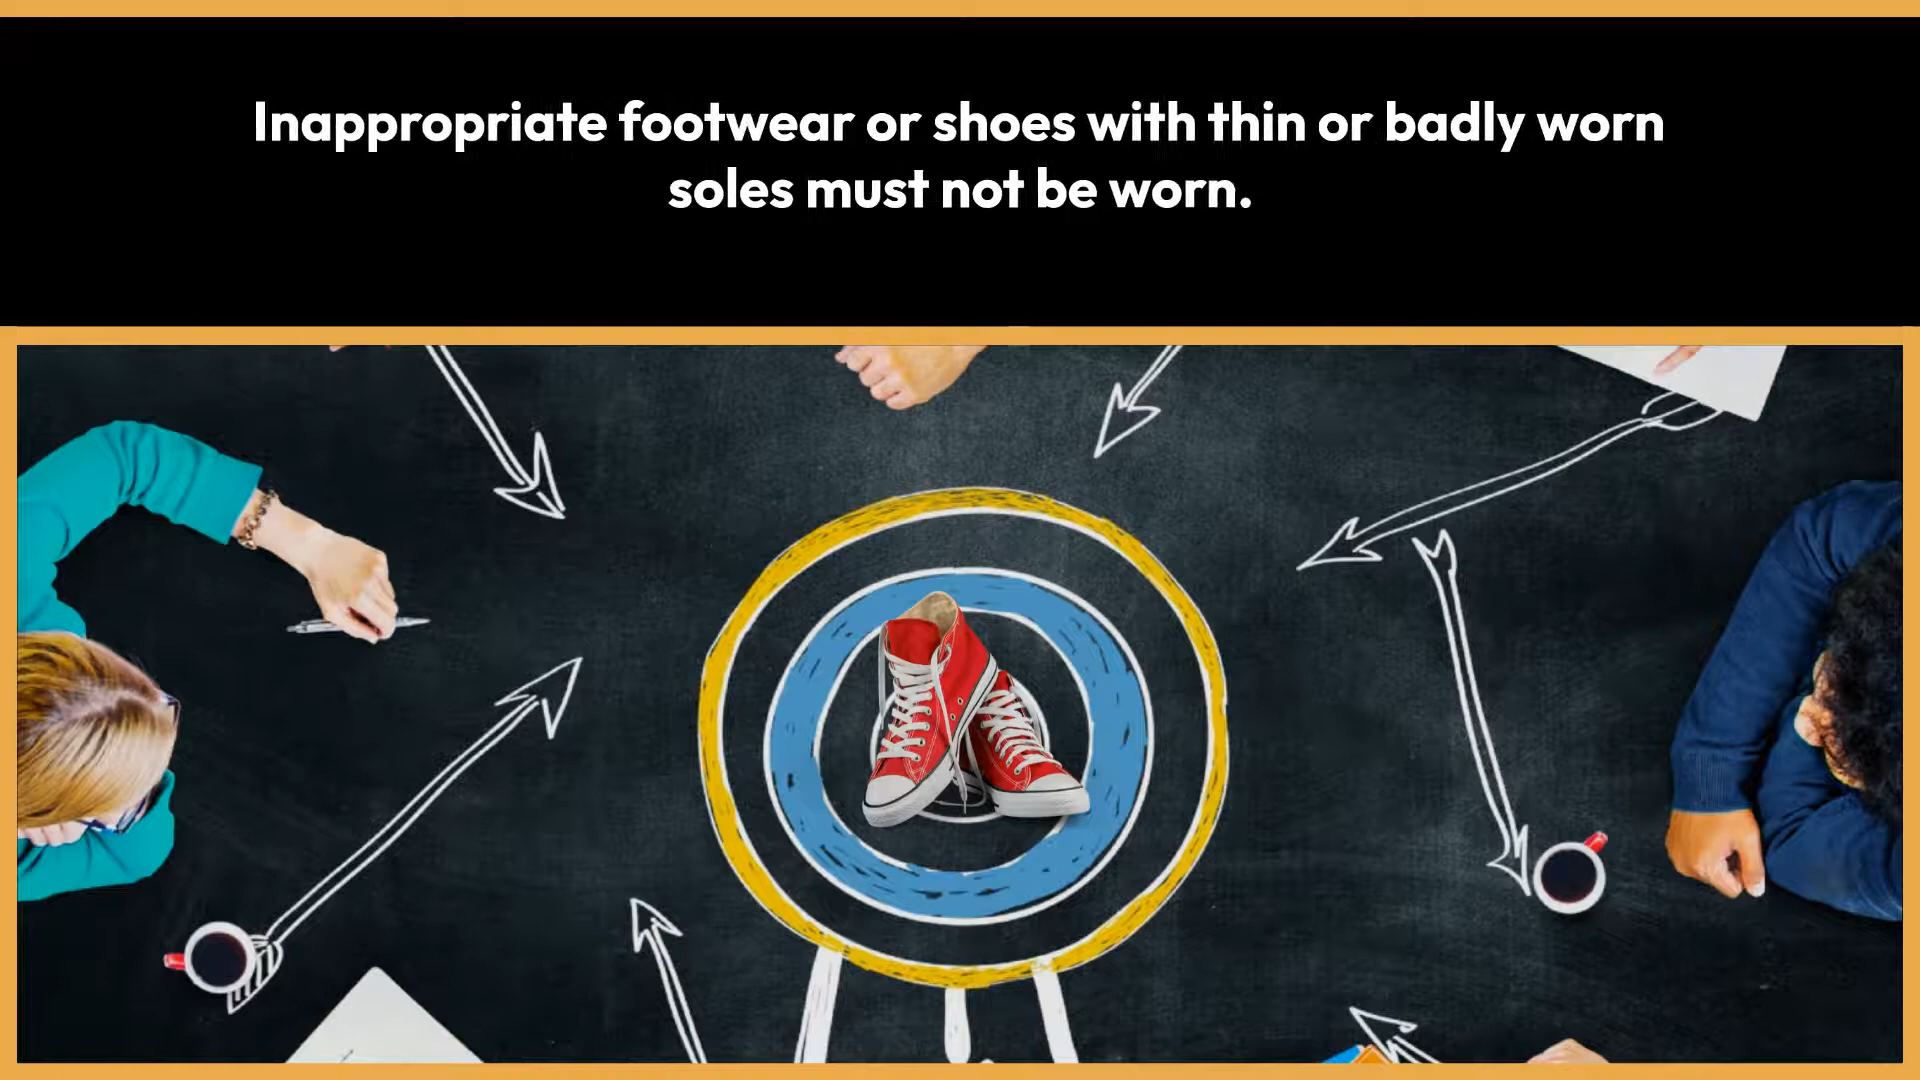 Inappropriate footwear or shoes with thin or badly worn
soles must not be worn.